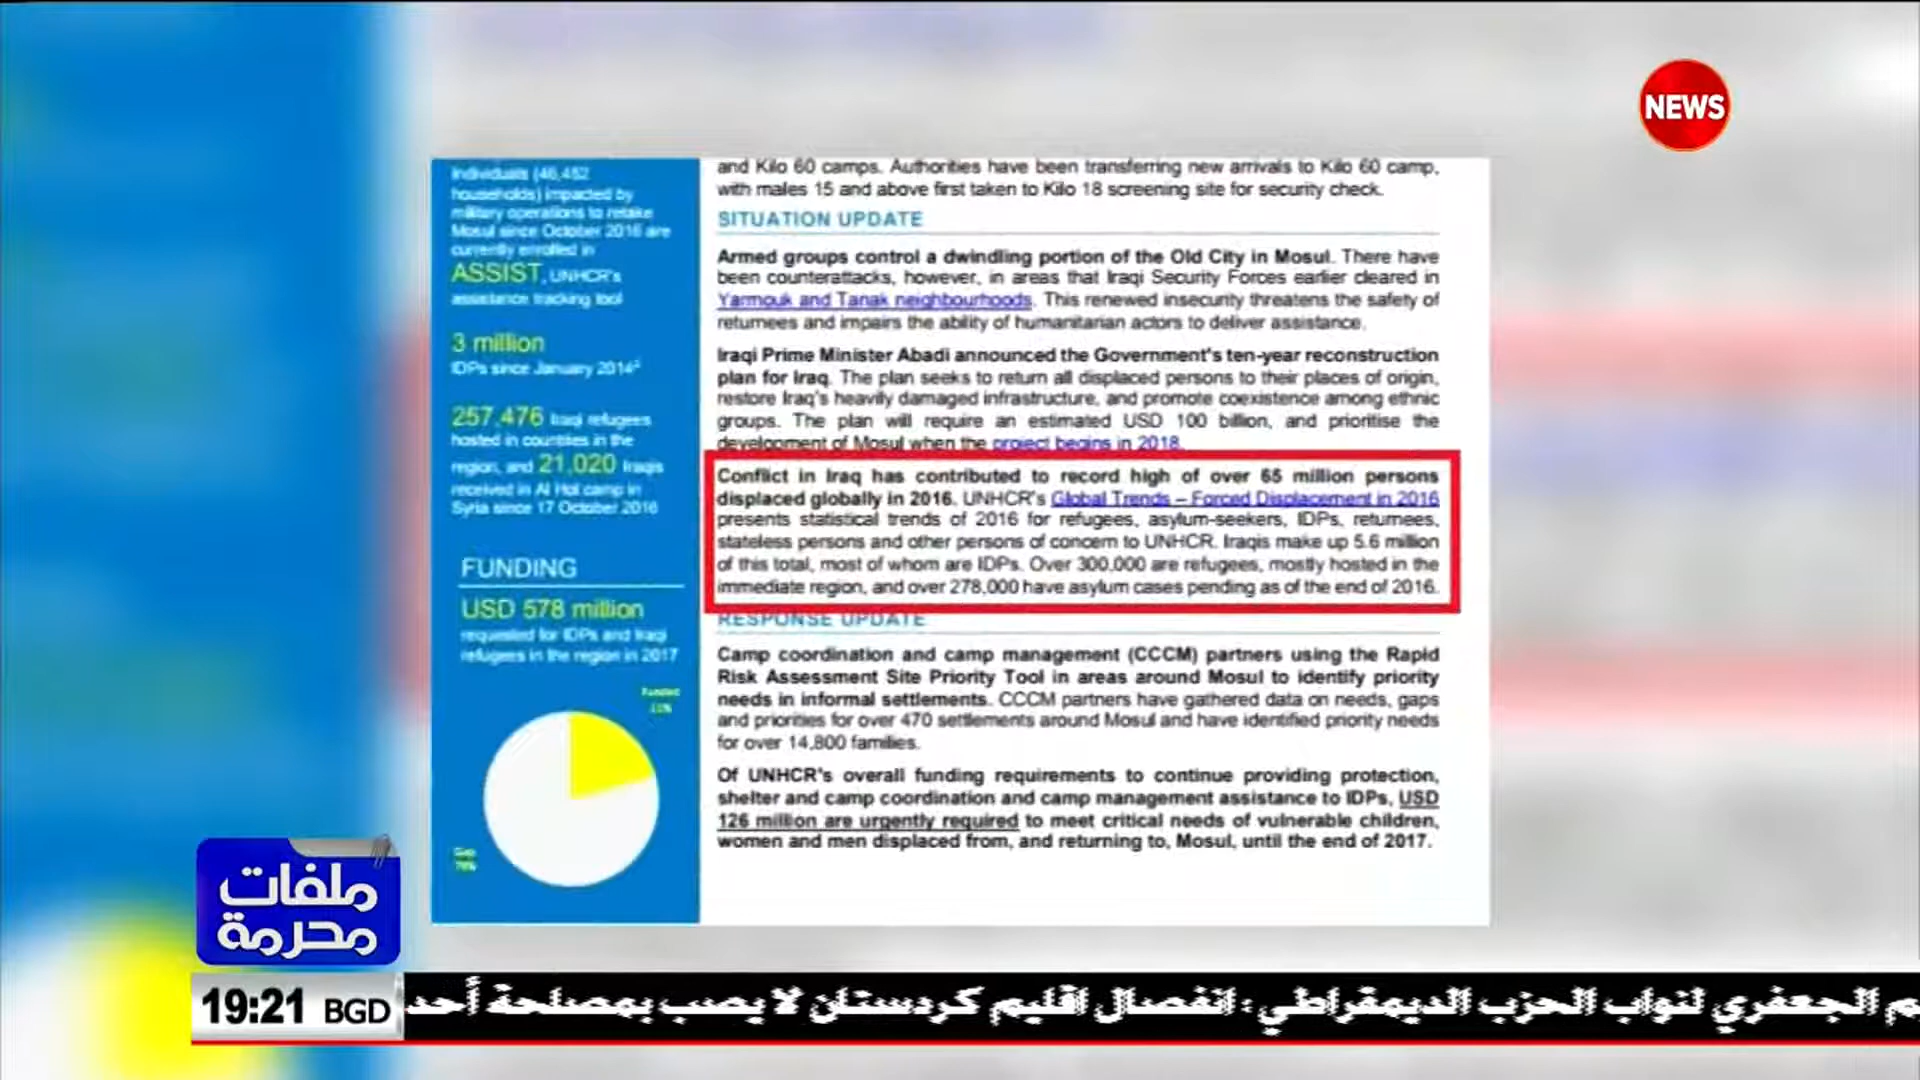 NEWS
Individuals (46,452
households) impacted by
military operations to retake
Mosul since October 2016 are
currently enrolled in
ASSIST, UNHCR's
assistance tracking tool
3 million
IDPs since January 2014²
257,476 Iraqi refugees
hosted in countries in the
region, and 21,020 Iraqis
received in Al Hol camp in
Syria since 17 October 2016
FUNDING
USD 578 million
requested for IDPs and Iraqi
refugees in the region in 2017
Funded
Gap
and Kilo 60 camps. Authorities have been transferring new arrivals to Kilo 60 camp,
with males 15 and above first taken to Kilo 18 screening site for security check.
SITUATION UPDATE
Armed groups control a dwindling portion of the Old City in Mosul. There have
been counterattacks, however, in areas that Iraqi Security Forces earlier cleared in
Yarmouk and Tanak neighbourhoods. This renewed insecurity threatens the safety of
returnees and impairs the ability of humanitarian actors to deliver assistance.
Iraqi Prime Minister Abadi announced the Government's ten-year reconstruction
plan for Iraq. The plan seeks to return all displaced persons to their places of origin,
restore Iraq's heavily damaged infrastructure, and promote coexistence among ethnic
groups. The plan will require an estimated USD 100 billion, and prioritise the
development of Mosul when the project begins in 2018.
Conflict in Iraq has contributed to record high of over 65 million persons
displaced globally in 2016. UNHCR's Global Trends – Forced Displacement in 2016
presents statistical trends of 2016 for refugees, asylum-seekers, IDPs, returnees,
stateless persons and other persons of concern to UNHCR. Iraqis make up 5.6 million
of this total, most of whom are IDPs. Over 300,000 are refugees, mostly hosted in the
immediate region, and over 278,000 have asylum cases pending as of the end of 2016.
RESPONSE UPDATE
Camp coordination and camp management (CCCM) partners using the Rapid
Risk Assessment Site Priority Tool in areas around Mosul to identify priority
needs in informal settlements. CCCM partners have gathered data on needs, gaps
and priorities for over 470 settlements around Mosul and have identified priority needs
for over 14,800 families.
Of UNHCR's overall funding requirements to continue providing protection,
shelter and camp coordination and camp management assistance to IDPs, USD
126 million are urgently required to meet critical needs of vulnerable children,
women and men displaced from, and returning to, Mosul, until the end of 2017.
ملفات
محرمة
19:21 BGD
الجعفري لنواب الحزب الديمقراطي : انفصال اقليم كردستان لا يصب بمصلحة أحد